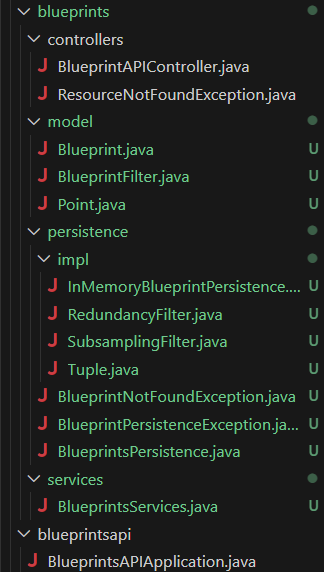 blueprints
controllers
J BlueprintAPIController.java
J ResourceNotFoundException.java
model
J Blueprint.java U
J BlueprintFilter.java U
J Point.java U
persistence
impl
J InMemoryBlueprintPersistence.... U
J RedundancyFilter.java U
J SubsamplingFilter.java U
J Tuple.java U
J BlueprintNotFoundException.java U
J BlueprintPersistenceException.ja... U
J BlueprintsPersistence.java U
services
J BlueprintsServices.java U
blueprintsapi
J BlueprintsAPIApplication.java